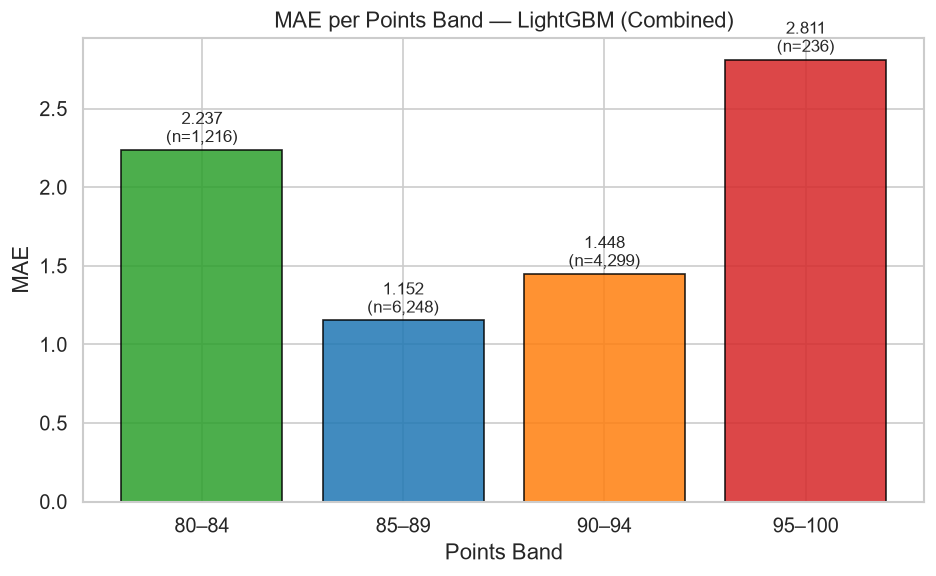 MAE per Points Band — LightGBM (Combined)
2.811
(n=236)
2.237
(n=1,216)
1.448
(n=4,299)
1.152
(n=6,248)
2.5
2.0
1.5
1.0
0.5
0.0
MAE
80–84
85–89
90–94
95–100
Points Band